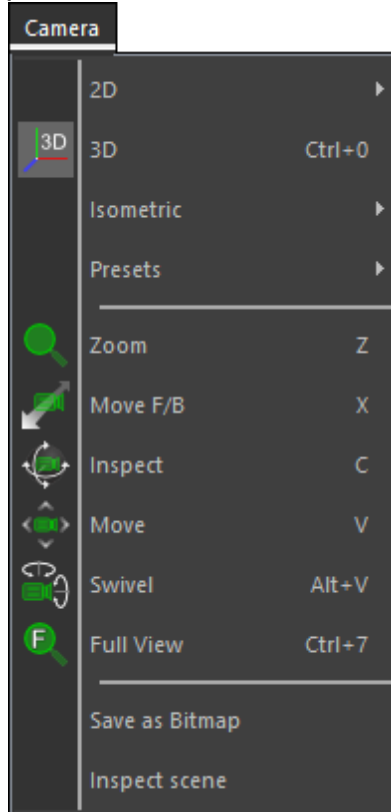 Camera
2D
3D 3D Ctrl+0
Isometric
Presets
Zoom Z
Move F/B X
Inspect C
Move V
Swivel Alt+V
F Full View Ctrl+7
Save as Bitmap
Inspect scene